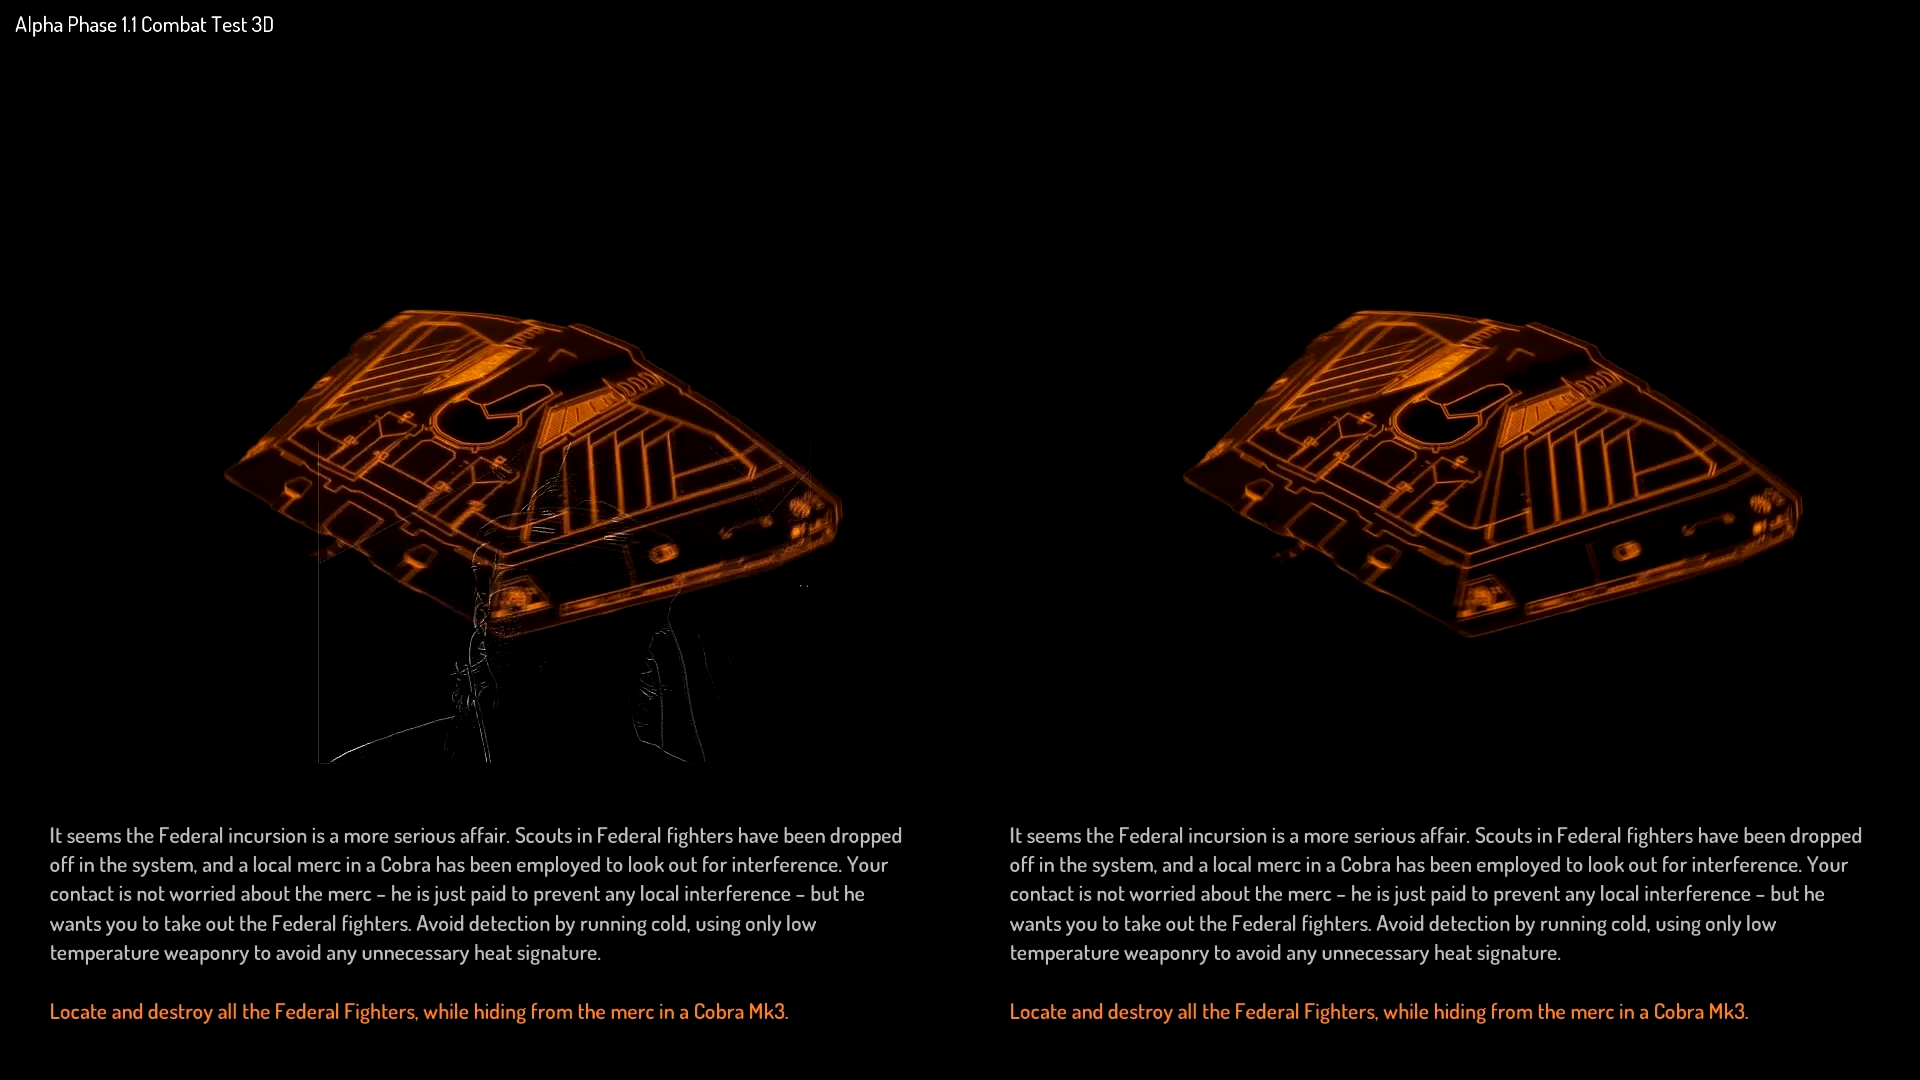 Alpha Phase 1.1 Combat Test 3D
It seems the Federal incursion is a more serious affair. Scouts in Federal fighters have been dropped
off in the system, and a local merc in a Cobra has been employed to look out for interference. Your
contact is not worried about the merc – he is just paid to prevent any local interference – but he
wants you to take out the Federal fighters. Avoid detection by running cold, using only low
temperature weaponry to avoid any unnecessary heat signature.
Locate and destroy all the Federal Fighters, while hiding from the merc in a Cobra Mk3.
It seems the Federal incursion is a more serious affair. Scouts in Federal fighters have been dropped
off in the system, and a local merc in a Cobra has been employed to look out for interference. Your
contact is not worried about the merc – he is just paid to prevent any local interference – but he
wants you to take out the Federal fighters. Avoid detection by running cold, using only low
temperature weaponry to avoid any unnecessary heat signature.
Locate and destroy all the Federal Fighters, while hiding from the merc in a Cobra Mk3.